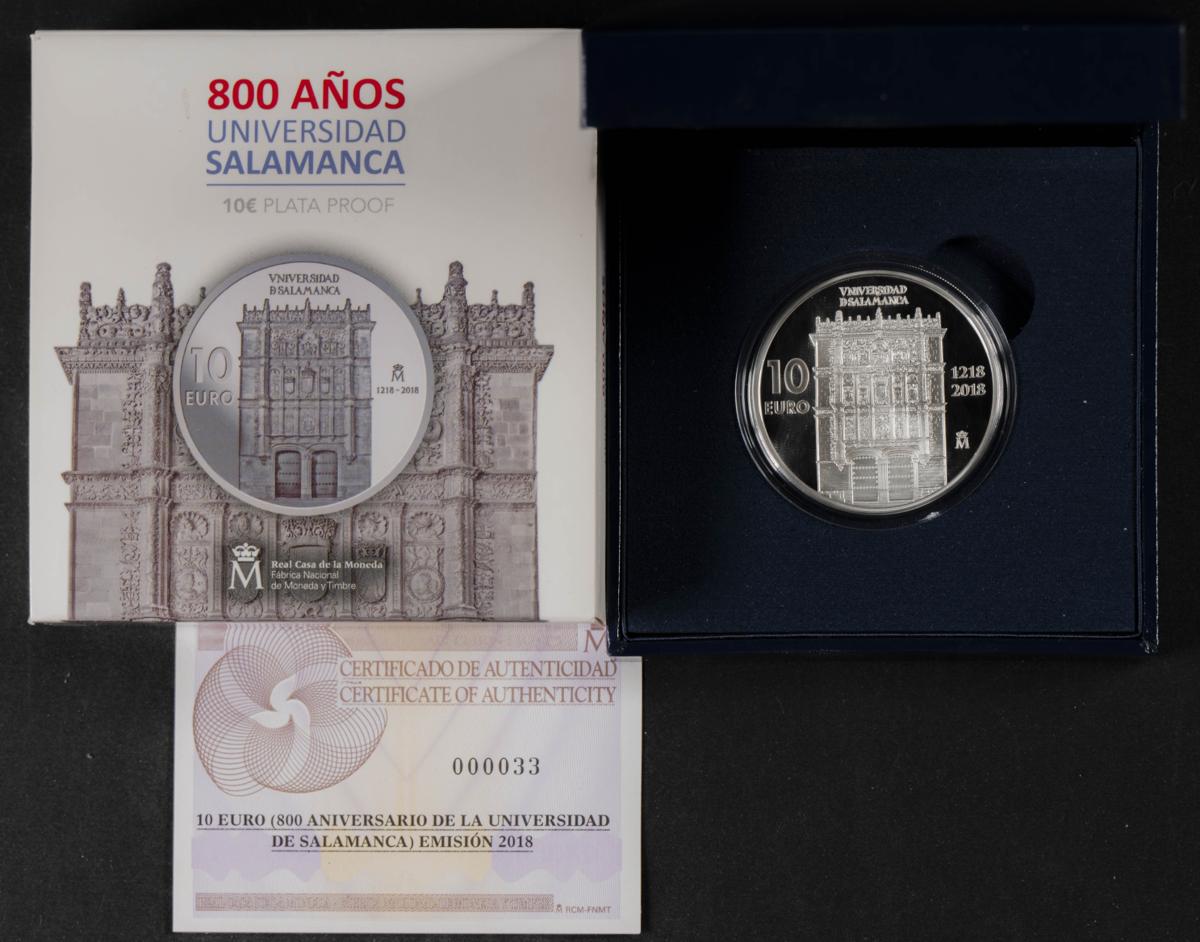 800 AÑOS
UNIVERSIDAD
SALAMANCA
10€ PLATA PROOF
VNIVERSIDAD
D SALAMANCA
10
EURO
M
1218 - 2018
M
Real Casa de la Moneda
Fábrica Nacional
de Moneda y Timbre
VNIVERSIDAD
D SALAMANCA
10
EURO
1218
2018
M
M
CERTIFICADO DE AUTENTICIDAD
CERTIFICATE OF AUTHENTICITY
000033
10 EURO (800 ANIVERSARIO DE LA UNIVERSIDAD
DE SALAMANCA) EMISIÓN 2018
M RCM-FNMT